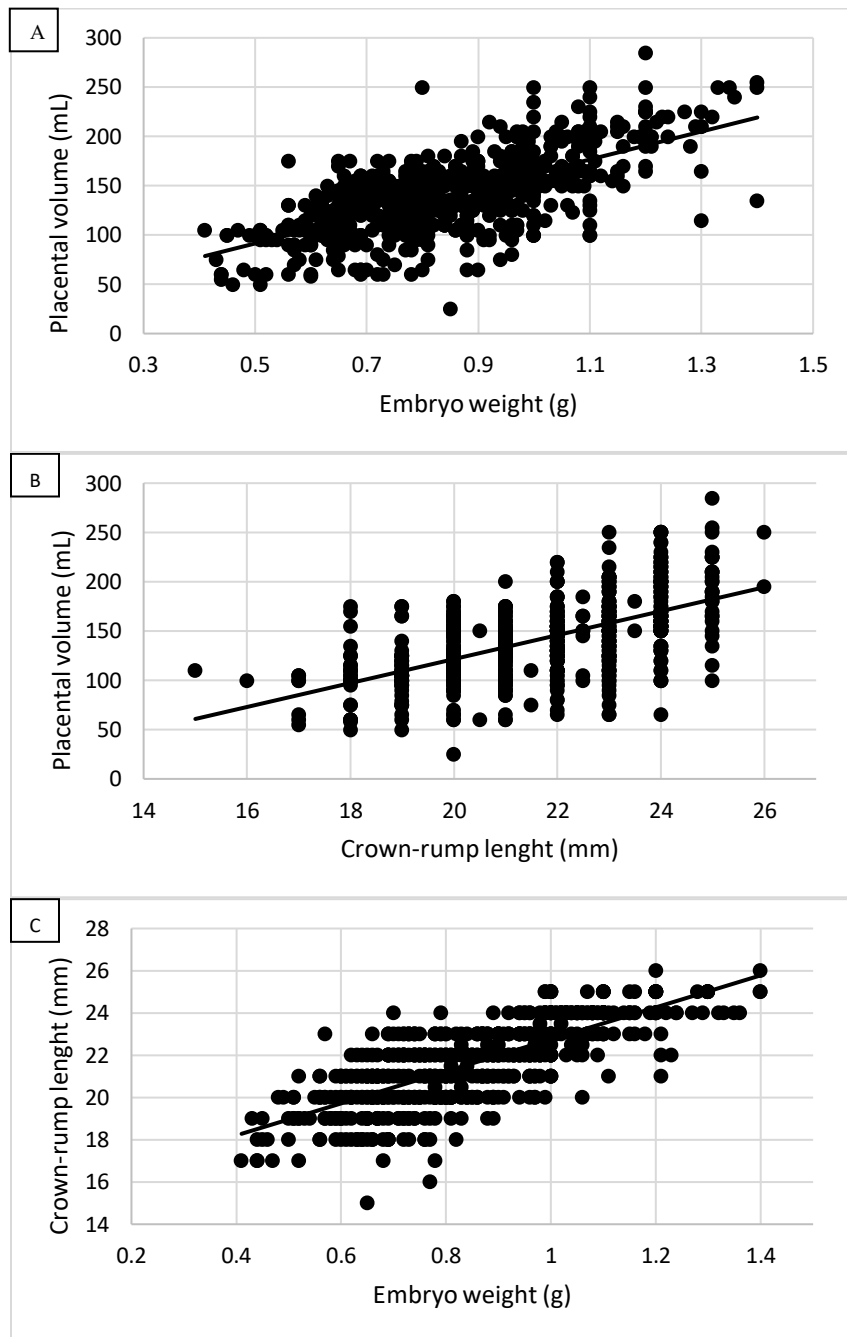 A
300
250
200
150
100
50
0
Placental volume (mL)
0.3 0.5 0.7 0.9 1.1 1.3 1.5
Embryo weight (g)
B
300
250
200
150
100
50
0
Placental volume (mL)
14 16 18 20 22 24 26
Crown-rump lenght (mm)
C
28
26
24
22
20
18
16
14
Crown-rump lenght (mm)
0.2 0.4 0.6 0.8 1 1.2 1.4
Embryo weight (g)